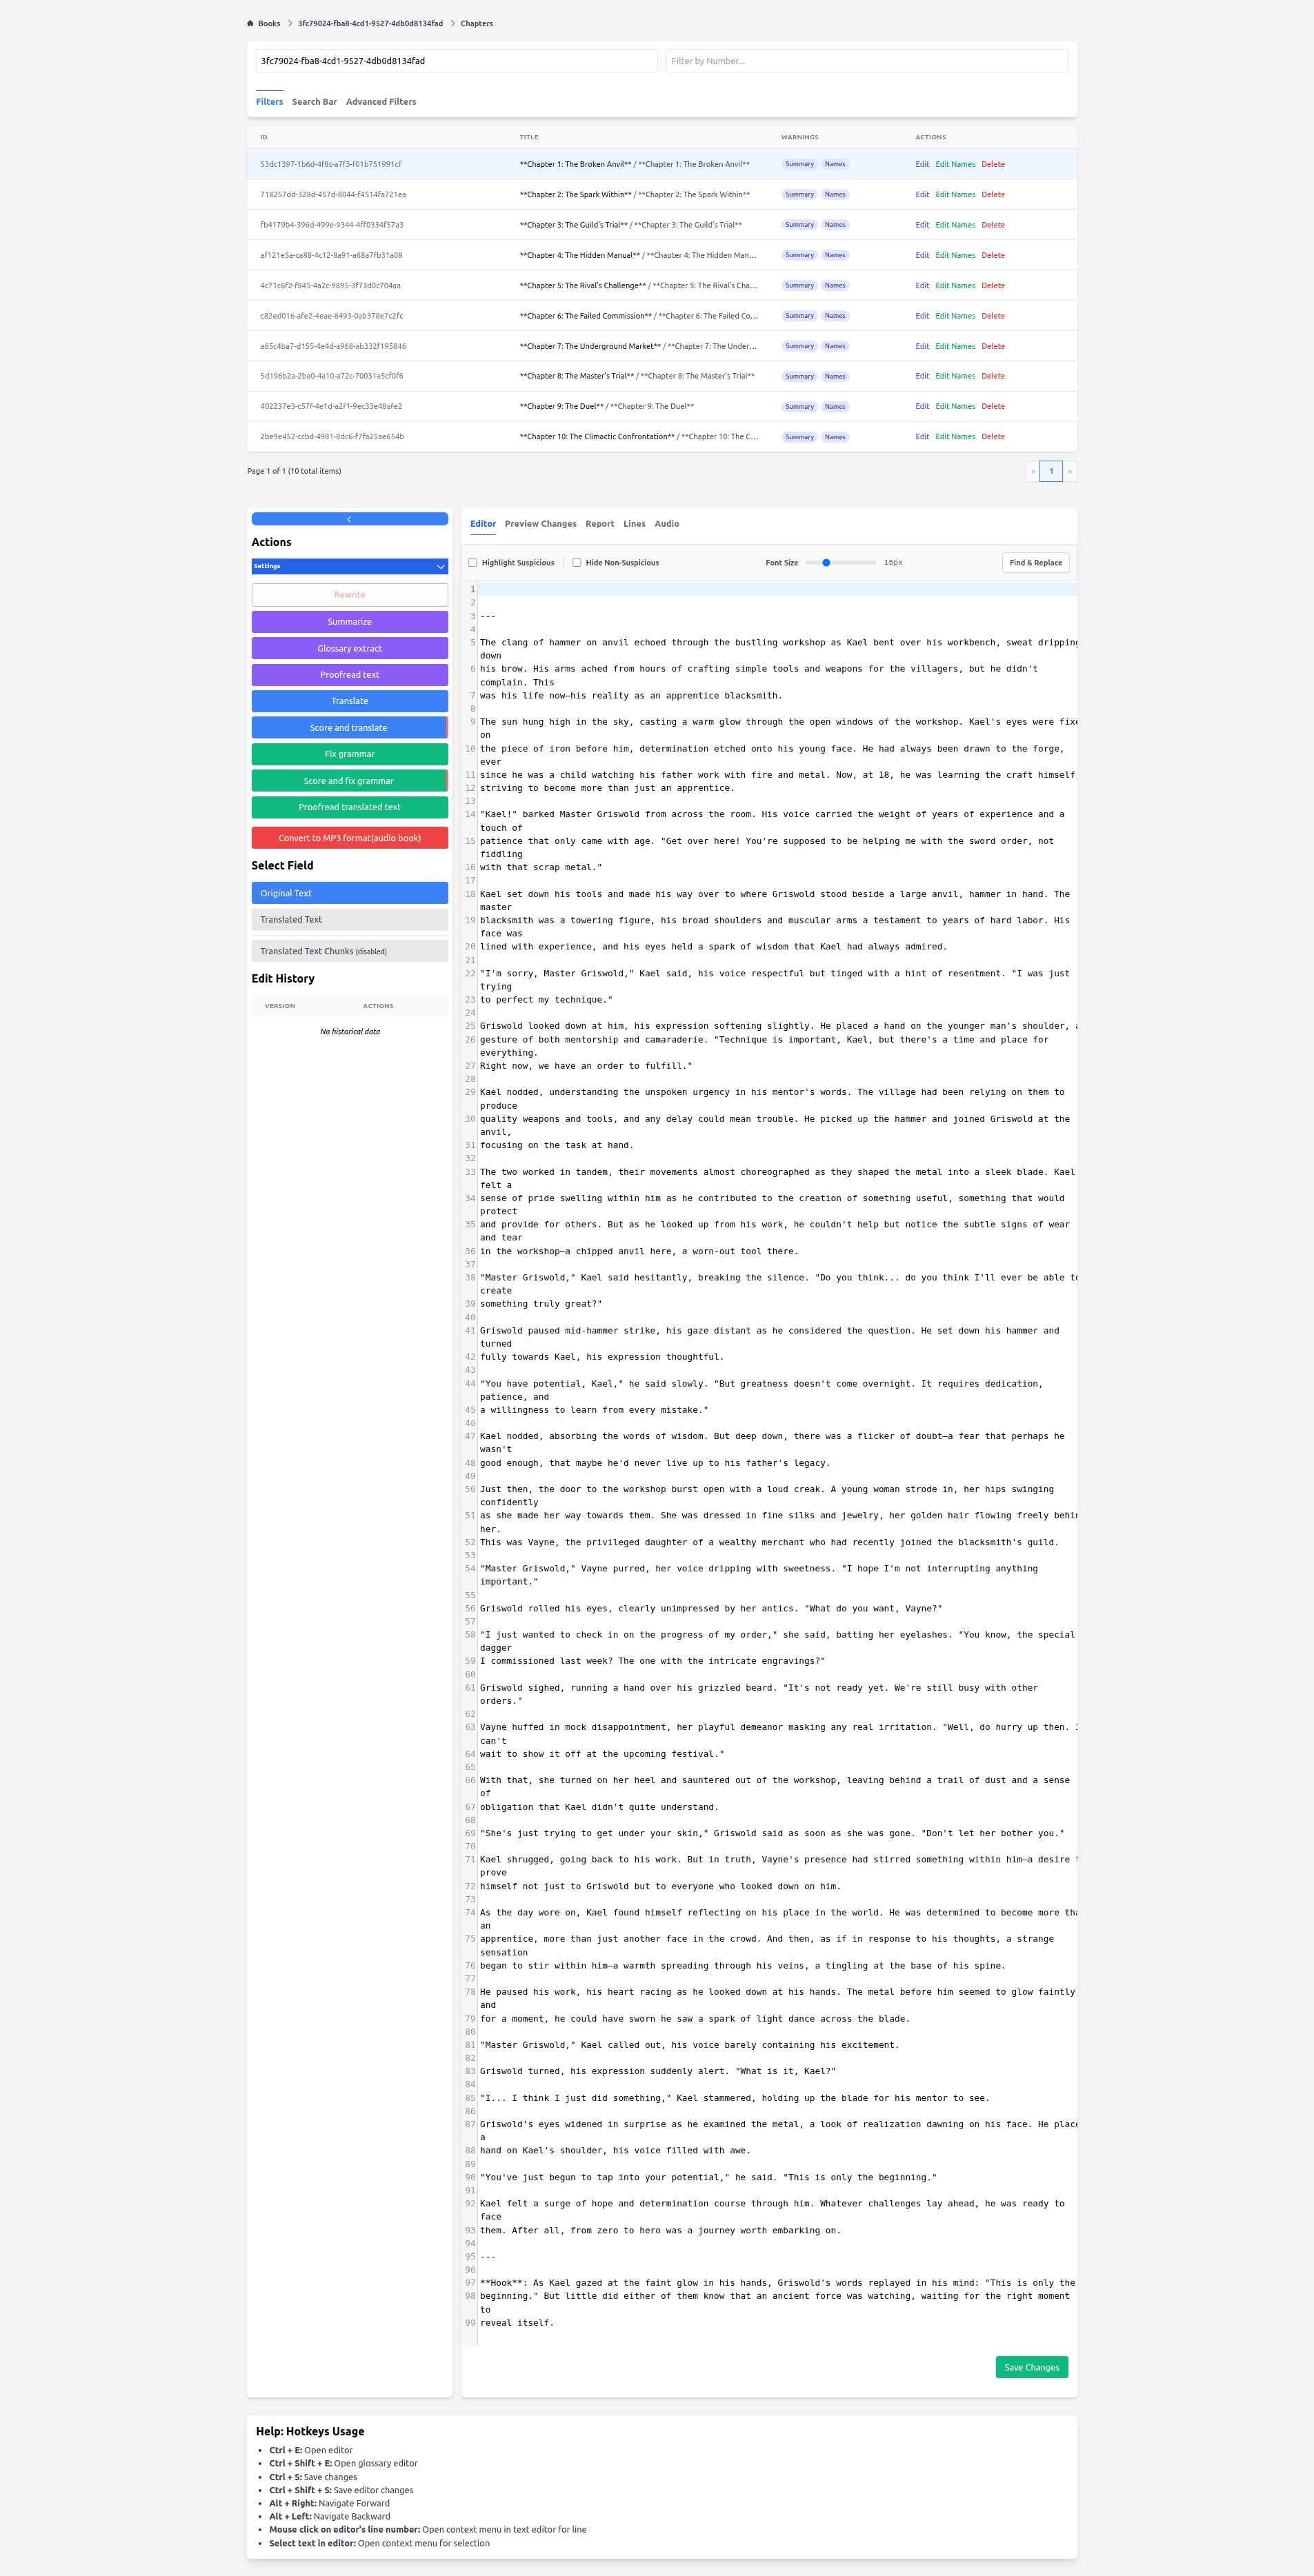 Books > 3fc79024-fba8-4cd1-9527-4db0d8134fad > Chapters
3fc79024-fba8-4cd1-9527-4db0d8134fad
Filter by Number...
Filters Search Bar Advanced Filters
ID TITLE WARNINGS ACTIONS
53dc1397-1b6d-4f8c-a7f3-f01b751991cf **Chapter 1: The Broken Anvil** / **Chapter 1: The Broken Anvil** Summary Names Edit Edit Names Delete
718257dd-328d-457d-8044-f4514fa721ea **Chapter 2: The Spark Within** / **Chapter 2: The Spark Within** Summary Names Edit Edit Names Delete
fb4179b4-396d-499e-9344-4ff0334f57a3 **Chapter 3: The Guild's Trial** / **Chapter 3: The Guild's Trial** Summary Names Edit Edit Names Delete
af121e5a-ca88-4c12-8a91-a68a7fb31a08 **Chapter 4: The Hidden Manual** / **Chapter 4: The Hidden Man... Summary Names Edit Edit Names Delete
4c71c6f2-f845-4a2c-9895-3f73d0c704aa **Chapter 5: The Rival's Challenge** / **Chapter 5: The Rival's Cha... Summary Names Edit Edit Names Delete
c82ed016-afe2-4eae-8493-0ab378e7c2fc **Chapter 6: The Failed Commission** / **Chapter 6: The Failed Co... Summary Names Edit Edit Names Delete
a65c4ba7-d155-4e4d-a968-ab332f195846 **Chapter 7: The Underground Market** / **Chapter 7: The Under... Summary Names Edit Edit Names Delete
5d196b2a-2ba0-4a10-a72c-70031a5cf0f6 **Chapter 8: The Master's Trial** / **Chapter 8: The Master's Trial** Summary Names Edit Edit Names Delete
402237e3-c57f-4e1d-a2f1-9ec33e48afe2 **Chapter 9: The Duel** / **Chapter 9: The Duel** Summary Names Edit Edit Names Delete
2be9e452-ccbd-4981-8dc6-f7fa25ae654b **Chapter 10: The Climactic Confrontation** / **Chapter 10: The C... Summary Names Edit Edit Names Delete
Page 1 of 1 (10 total items)
« 1 »
Actions
Settings
Rewrite
Summarize
Glossary extract
Proofread text
Translate
Score and translate
Fix grammar
Score and fix grammar
Proofread translated text
Convert to MP3 format(audio book)
Select Field
Original Text
Translated Text
Translated Text Chunks (disabled)
Edit History
VERSION ACTIONS
No historical data
Editor Preview Changes Report Lines Audio
Highlight Suspicious Hide Non-Suspicious Font Size 16px Find & Replace
1
2
3 ---
4
5 The clang of hammer on anvil echoed through the bustling workshop as Kael bent over his workbench, sweat dripping
down
6 his brow. His arms ached from hours of crafting simple tools and weapons for the villagers, but he didn't
complain. This
7 was his life now—his reality as an apprentice blacksmith.
8
9 The sun hung high in the sky, casting a warm glow through the open windows of the workshop. Kael's eyes were fixe
on
10 the piece of iron before him, determination etched onto his young face. He had always been drawn to the forge,
ever
11 since he was a child watching his father work with fire and metal. Now, at 18, he was learning the craft himself,
12 striving to become more than just an apprentice.
13
14 "Kael!" barked Master Griswold from across the room. His voice carried the weight of years of experience and a
touch of
15 patience that only came with age. "Get over here! You're supposed to be helping me with the sword order, not
fiddling
16 with that scrap metal."
17
18 Kael set down his tools and made his way over to where Griswold stood beside a large anvil, hammer in hand. The
master
19 blacksmith was a towering figure, his broad shoulders and muscular arms a testament to years of hard labor. His
face was
20 lined with experience, and his eyes held a spark of wisdom that Kael had always admired.
21
22 "I'm sorry, Master Griswold," Kael said, his voice respectful but tinged with a hint of resentment. "I was just
trying
23 to perfect my technique."
24
25 Griswold looked down at him, his expression softening slightly. He placed a hand on the younger man's shoulder, a
26 gesture of both mentorship and camaraderie. "Technique is important, Kael, but there's a time and place for
everything.
27 Right now, we have an order to fulfill."
28
29 Kael nodded, understanding the unspoken urgency in his mentor's words. The village had been relying on them to
produce
30 quality weapons and tools, and any delay could mean trouble. He picked up the hammer and joined Griswold at the
anvil,
31 focusing on the task at hand.
32
33 The two worked in tandem, their movements almost choreographed as they shaped the metal into a sleek blade. Kael
felt a
34 sense of pride swelling within him as he contributed to the creation of something useful, something that would
protect
35 and provide for others. But as he looked up from his work, he couldn't help but notice the subtle signs of wear
and tear
36 in the workshop—a chipped anvil here, a worn-out tool there.
37
38 "Master Griswold," Kael said hesitantly, breaking the silence. "Do you think... do you think I'll ever be able to
create
39 something truly great?"
40
41 Griswold paused mid-hammer strike, his gaze distant as he considered the question. He set down his hammer and
turned
42 fully towards Kael, his expression thoughtful.
43
44 "You have potential, Kael," he said slowly. "But greatness doesn't come overnight. It requires dedication,
patience, and
45 a willingness to learn from every mistake."
46
47 Kael nodded, absorbing the words of wisdom. But deep down, there was a flicker of doubt—a fear that perhaps he
wasn't
48 good enough, that maybe he'd never live up to his father's legacy.
49
50 Just then, the door to the workshop burst open with a loud creak. A young woman strode in, her hips swinging
confidently
51 as she made her way towards them. She was dressed in fine silks and jewelry, her golden hair flowing freely behin
her.
52 This was Vayne, the privileged daughter of a wealthy merchant who had recently joined the blacksmith's guild.
53
54 "Master Griswold," Vayne purred, her voice dripping with sweetness. "I hope I'm not interrupting anything
important."
55
56 Griswold rolled his eyes, clearly unimpressed by her antics. "What do you want, Vayne?"
57
58 "I just wanted to check in on the progress of my order," she said, batting her eyelashes. "You know, the special
dagger
59 I commissioned last week? The one with the intricate engravings?"
60
61 Griswold sighed, running a hand over his grizzled beard. "It's not ready yet. We're still busy with other
orders."
62
63 Vayne huffed in mock disappointment, her playful demeanor masking any real irritation. "Well, do hurry up then. I
can't
64 wait to show it off at the upcoming festival."
65
66 With that, she turned on her heel and sauntered out of the workshop, leaving behind a trail of dust and a sense
of
67 obligation that Kael didn't quite understand.
68
69 "She's just trying to get under your skin," Griswold said as soon as she was gone. "Don't let her bother you."
70
71 Kael shrugged, going back to his work. But in truth, Vayne's presence had stirred something within him—a desire t
prove
72 himself not just to Griswold but to everyone who looked down on him.
73
74 As the day wore on, Kael found himself reflecting on his place in the world. He was determined to become more tha
an
75 apprentice, more than just another face in the crowd. And then, as if in response to his thoughts, a strange
sensation
76 began to stir within him—a warmth spreading through his veins, a tingling at the base of his spine.
77
78 He paused his work, his heart racing as he looked down at his hands. The metal before him seemed to glow faintly,
and
79 for a moment, he could have sworn he saw a spark of light dance across the blade.
80
81 "Master Griswold," Kael called out, his voice barely containing his excitement.
82
83 Griswold turned, his expression suddenly alert. "What is it, Kael?"
84
85 "I... I think I just did something," Kael stammered, holding up the blade for his mentor to see.
86
87 Griswold's eyes widened in surprise as he examined the metal, a look of realization dawning on his face. He place
a
88 hand on Kael's shoulder, his voice filled with awe.
89
90 "You've just begun to tap into your potential," he said. "This is only the beginning."
91
92 Kael felt a surge of hope and determination course through him. Whatever challenges lay ahead, he was ready to
face
93 them. After all, from zero to hero was a journey worth embarking on.
94
95 ---
96
97 **Hook**: As Kael gazed at the faint glow in his hands, Griswold's words replayed in his mind: "This is only the
98 beginning." But little did either of them know that an ancient force was watching, waiting for the right moment
to
99 reveal itself.
Save Changes
Help: Hotkeys Usage
• Ctrl + E: Open editor
• Ctrl + Shift + E: Open glossary editor
• Ctrl + S: Save changes
• Ctrl + Shift + S: Save editor changes
• Alt + Right: Navigate Forward
• Alt + Left: Navigate Backward
• Mouse click on editor's line number: Open context menu in text editor for line
• Select text in editor: Open context menu for selection